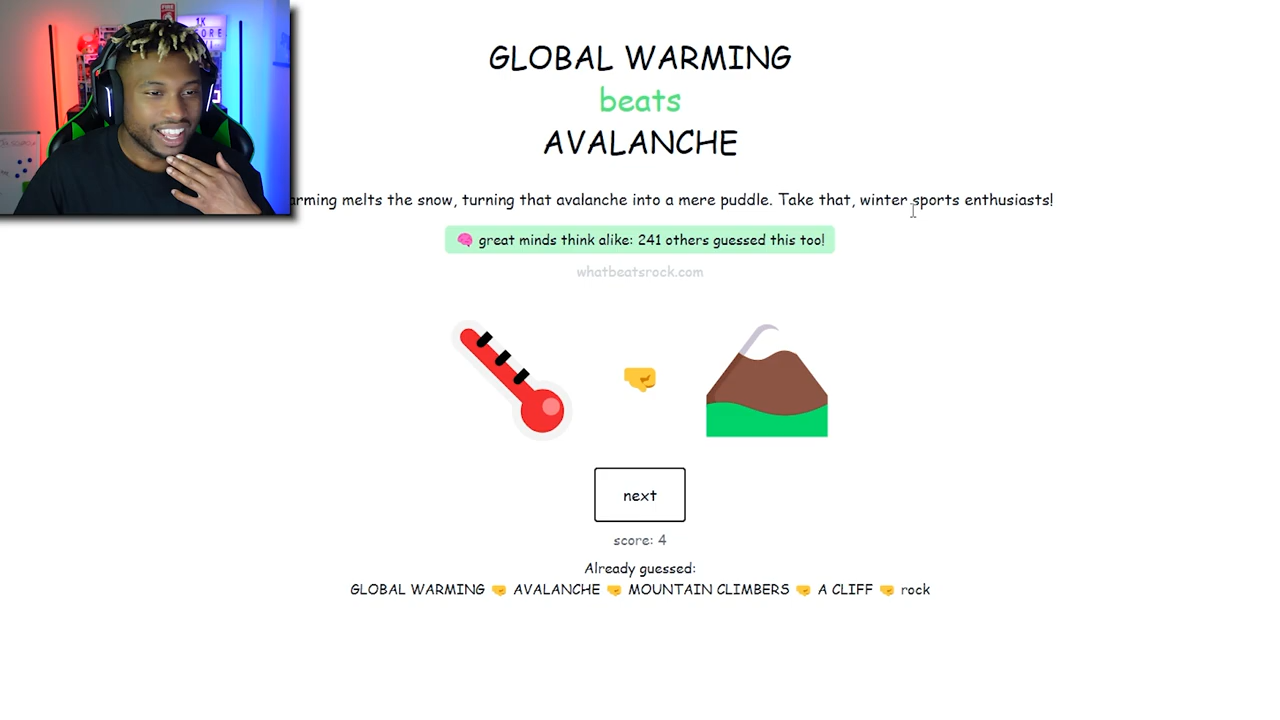 1K
GLOBAL WARMING
beats
AVALANCHE
melts the snow, turning that avalanche into a mere puddle. Take that, winter sports enthusiasts!
🧠 great minds think alike: 241 others guessed this too!
whatbeatsrock.com
🤜
next
score: 4
Already guessed:
GLOBAL WARMING 🤜 AVALANCHE 🤜 MOUNTAIN CLIMBERS 🤜 A CLIFF 🤜 rock